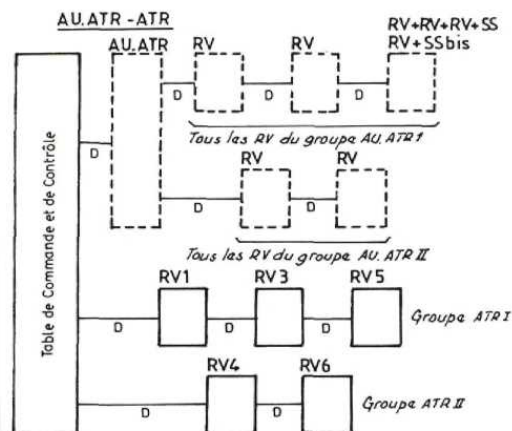 AU.ATR-ATR
AU.ATR
RV
RV
RV+RV+RV+SS
RV+SSbis
D
D
D
Tous les RV du groupe AU.ATR I
D
RV
RV
D
D
Tous les RV du groupe AU.ATR II
Table de Commande et de Contrôle
RV1
RV3
RV5
D
D
D
Groupe ATR I
RV4
RV6
D
D
Groupe ATR II